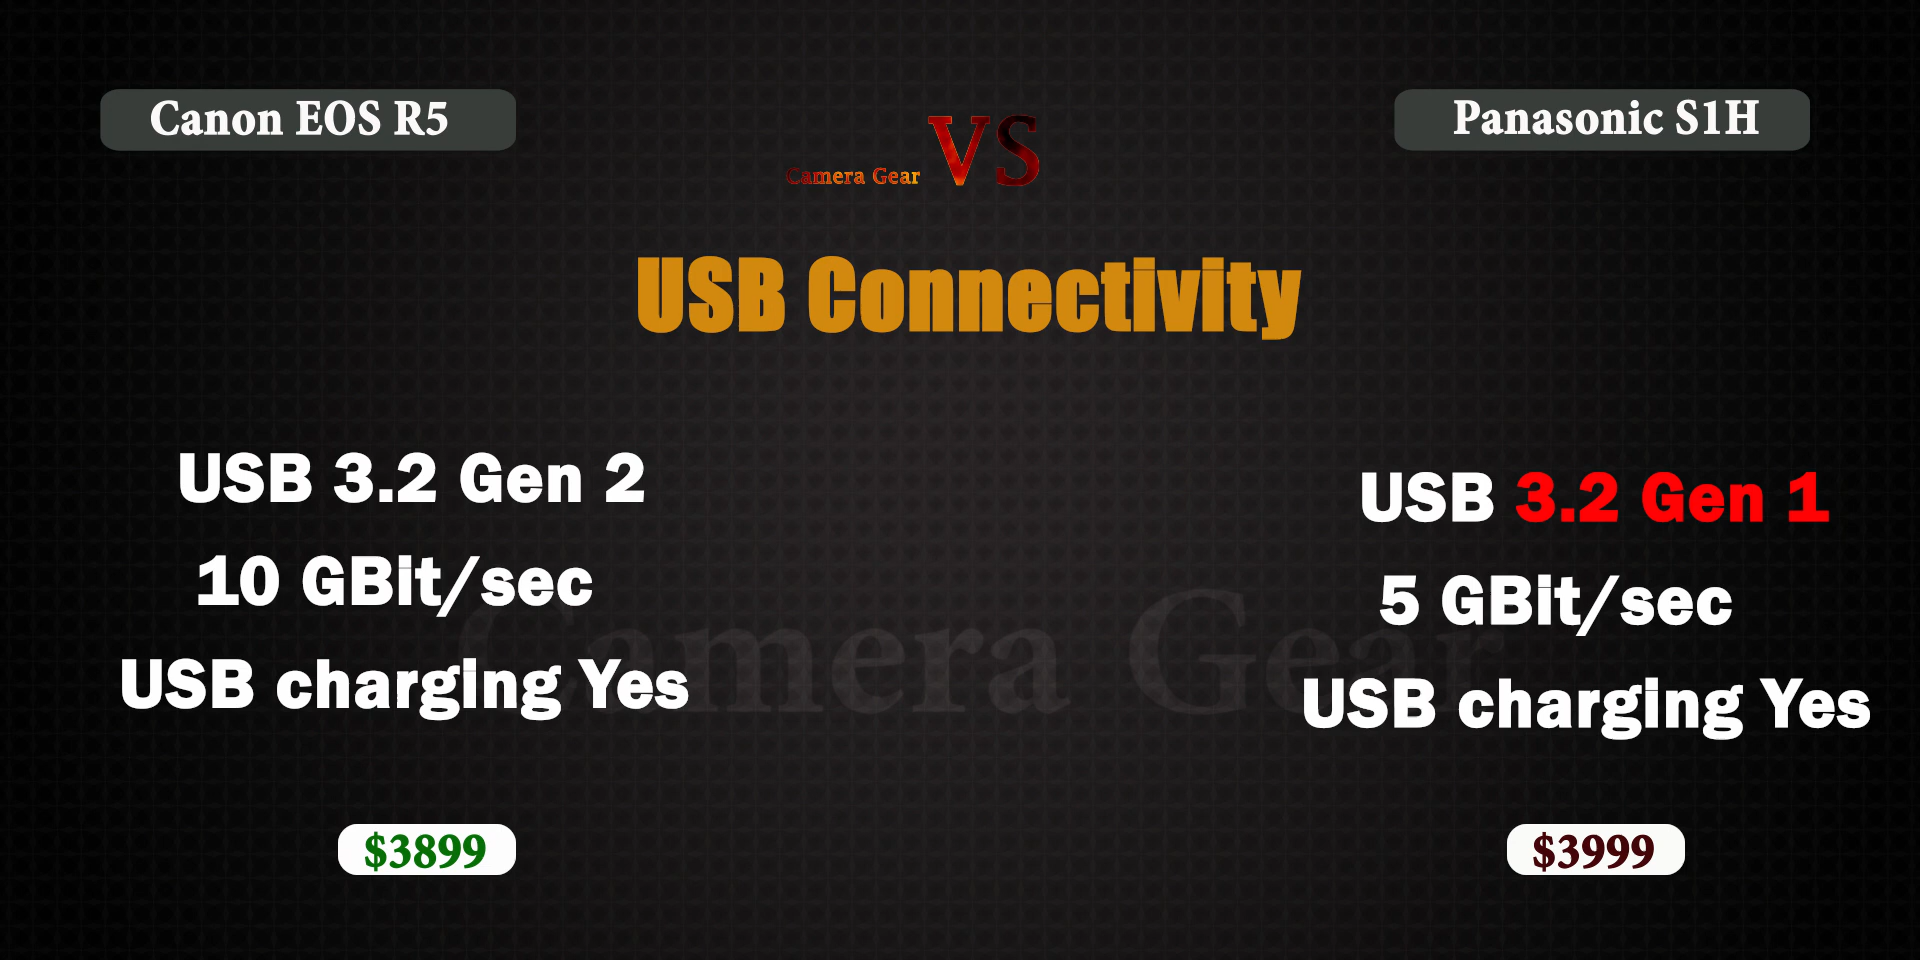 Canon EOS R5
Camera Gear VS
Panasonic S1H
USB Connectivity
USB 3.2 Gen 2
10 GBit/sec
USB charging Yes
$3899
USB 3.2 Gen 1
5 GBit/sec
USB charging Yes
$3999
Camera Gear